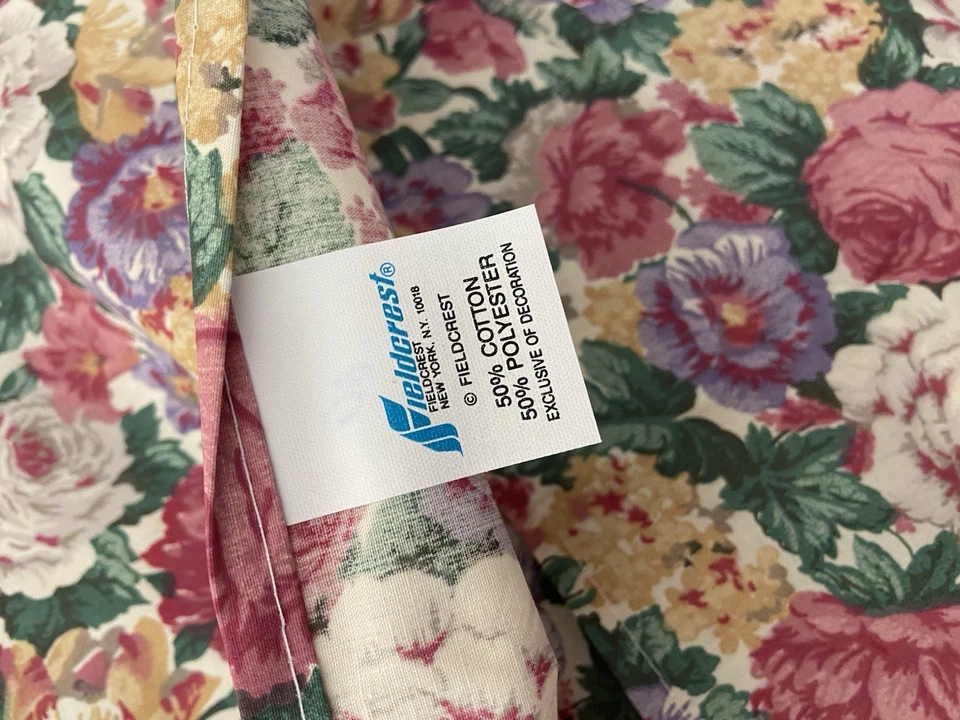 Fieldcrest®
FIELDCREST
NEW YORK, N.Y. 10018
© FIELDCREST
50% COTTON
50% POLYESTER
EXCLUSIVE OF DECORATION